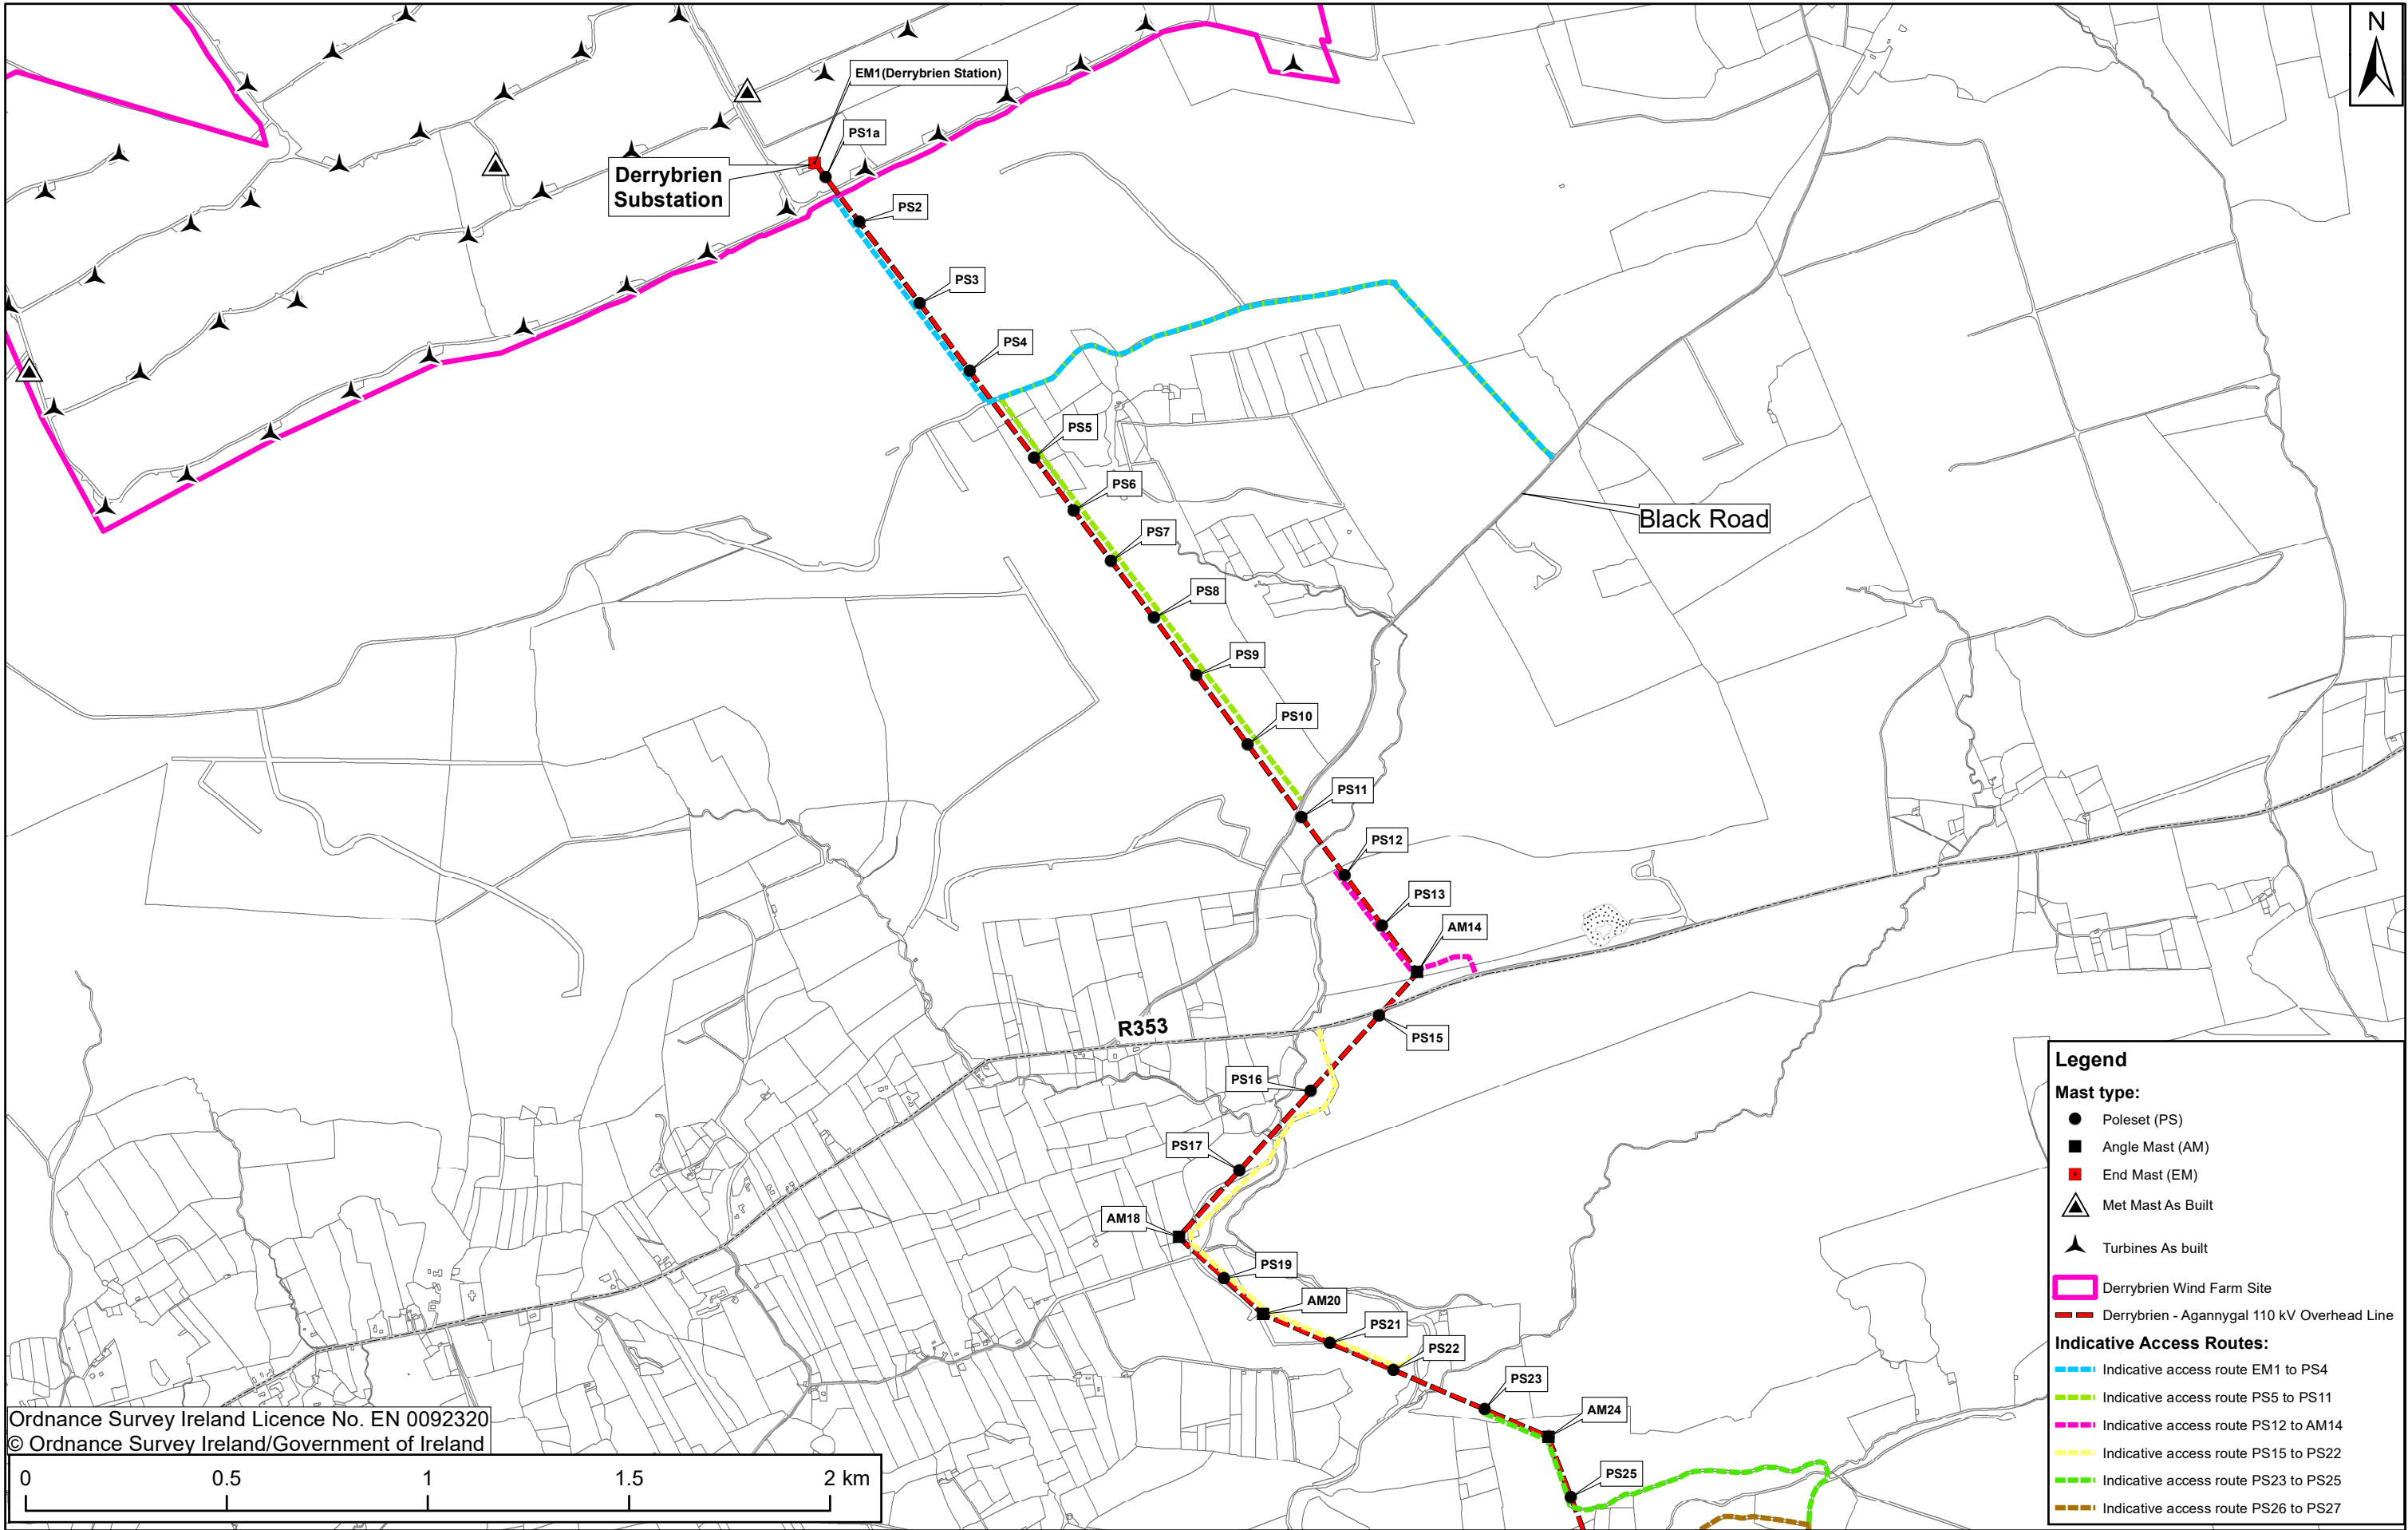 N
EM1(Derrybrien Station)
PS1a
Derrybrien
Substation
PS2
PS3
PS4
PS5
PS6
Black Road
PS7
PS8
PS9
PS10
PS11
PS12
PS13
AM14
R353
PS15
PS16
PS17
AM18
PS19
AM20
PS21
PS22
PS23
AM24
PS25
Legend
Mast type:
Poleset (PS)
Angle Mast (AM)
End Mast (EM)
Met Mast As Built
Turbines As built
Derrybrien Wind Farm Site
Derrybrien - Agannygal 110 kV Overhead Line
Indicative Access Routes:
Indicative access route EM1 to PS4
Indicative access route PS5 to PS11
Indicative access route PS12 to AM14
Indicative access route PS15 to PS22
Indicative access route PS23 to PS25
Indicative access route PS26 to PS27
Ordnance Survey Ireland Licence No. EN 0092320
© Ordnance Survey Ireland/Government of Ireland
0 0.5 1 1.5 2 km